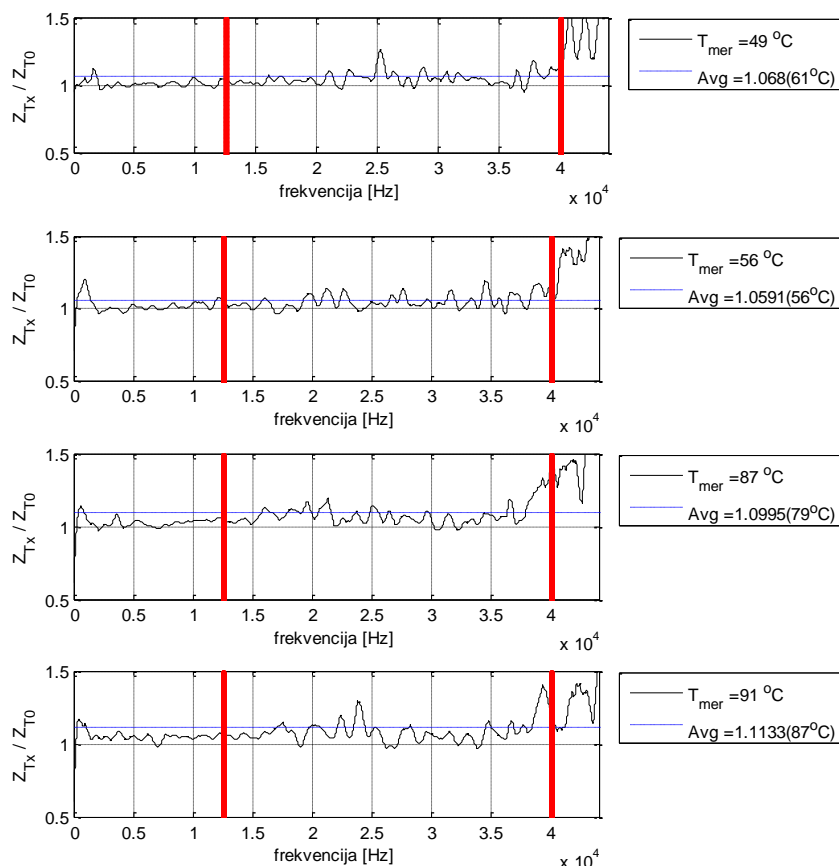 1.5
1
0.5
Z_Tx / Z_T0
0 0.5 1 1.5 2 2.5 3 3.5 4
x 10^4
frekvencija [Hz]
T_mer =49 °C
Avg =1.068(61°C)
1.5
1
0.5
Z_Tx / Z_T0
0 0.5 1 1.5 2 2.5 3 3.5 4
x 10^4
frekvencija [Hz]
T_mer =56 °C
Avg =1.0591(56°C)
1.5
1
0.5
Z_Tx / Z_T0
0 0.5 1 1.5 2 2.5 3 3.5 4
x 10^4
frekvencija [Hz]
T_mer =87 °C
Avg =1.0995(79°C)
1.5
1
0.5
Z_Tx / Z_T0
0 0.5 1 1.5 2 2.5 3 3.5 4
x 10^4
frekvencija [Hz]
T_mer =91 °C
Avg =1.1133(87°C)